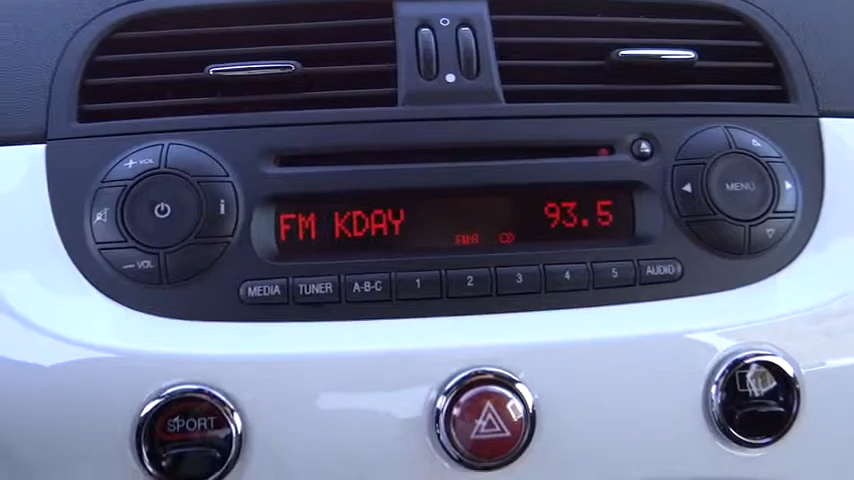 + VOL
MENU
i
FM KDAY 93.5
FMA CD
- VOL
MEDIA TUNER A-B-C 1 2 3 4 5 AUDIO
SPORT